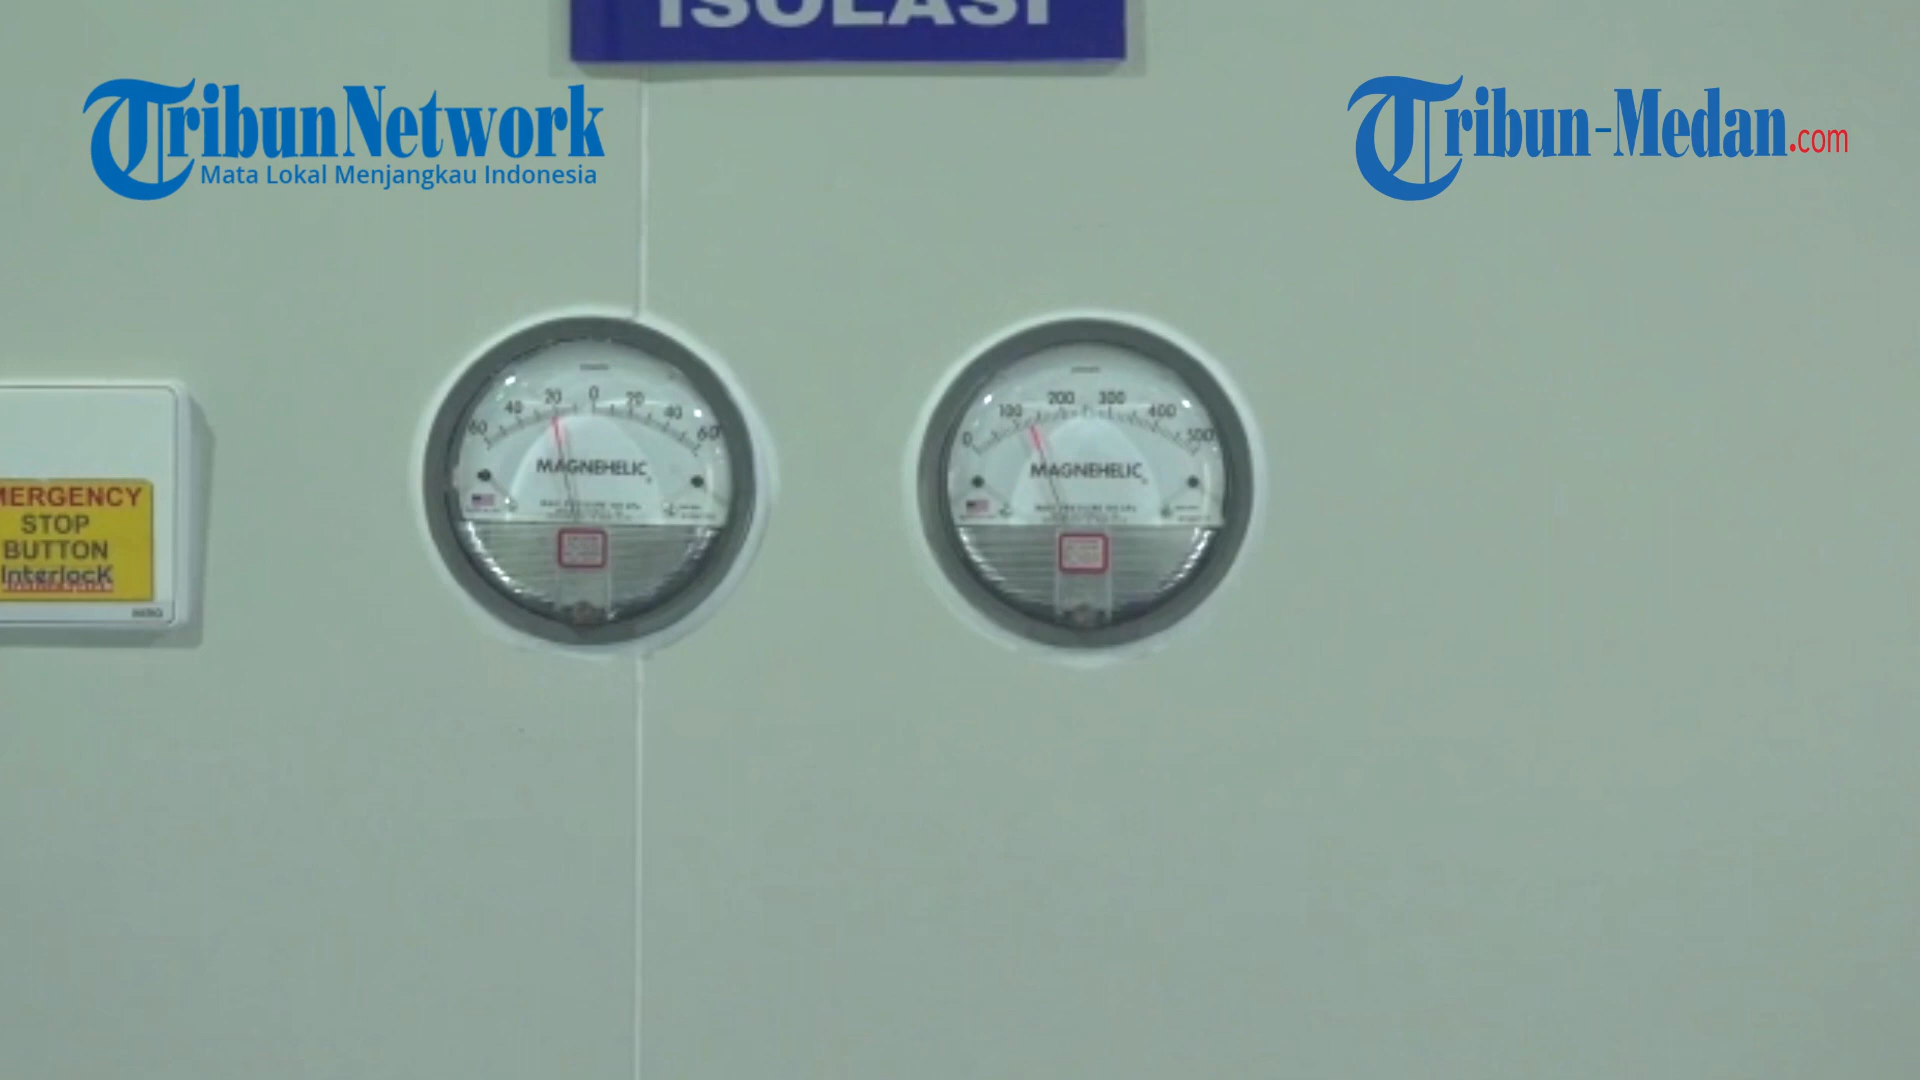 ISOLASI
TribunNetwork
Mata Lokal Menjangkau Indonesia
Tribun-Medan.com
60 40 20 0 20 40 60
MAGNEHELIC
0 100 200 300 400 500
MAGNEHELIC
EMERGENCY
STOP
BUTTON
InterlocK